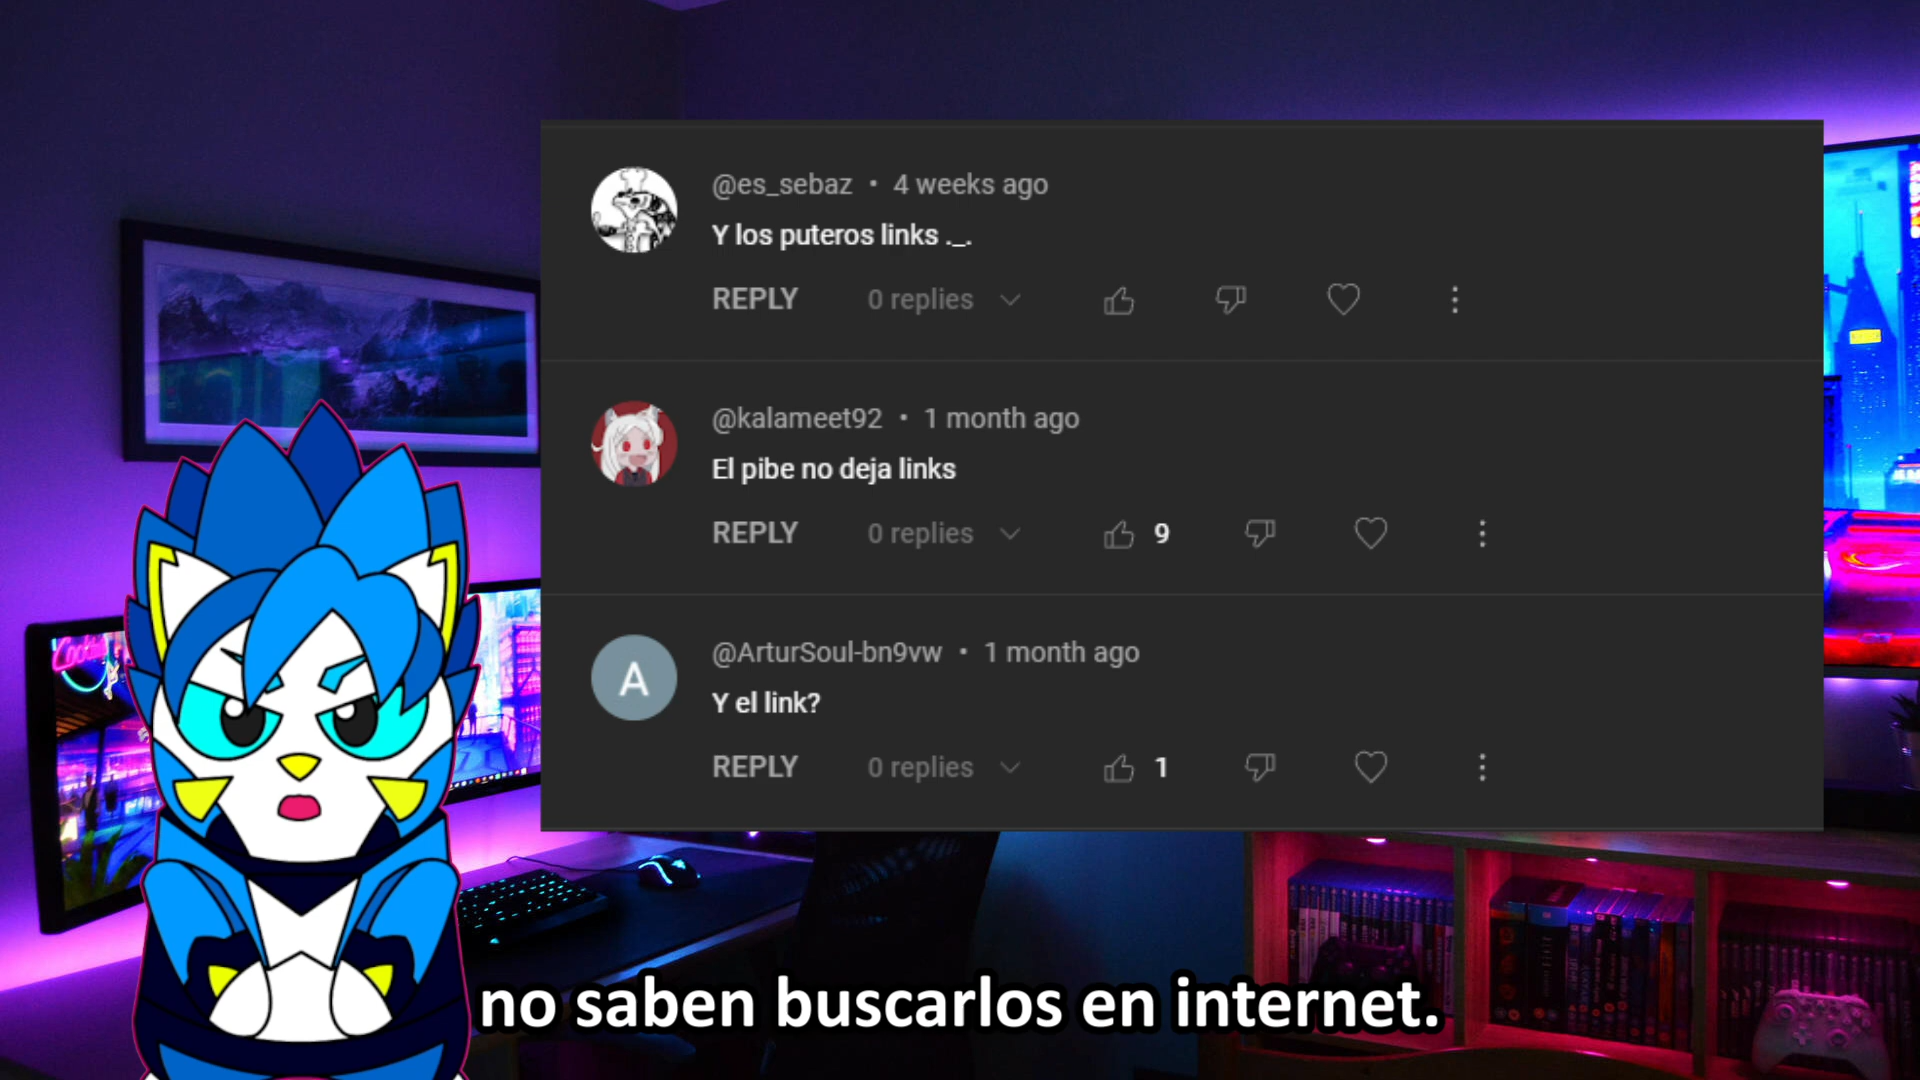 @es_sebaz • 4 weeks ago
Y los puteros links ._.
REPLY 0 replies
@kalameet92 • 1 month ago
El pibe no deja links
REPLY 0 replies 9
A
@ArturSoul-bn9vw • 1 month ago
Y el link?
REPLY 0 replies 1
no saben buscarlos en internet.